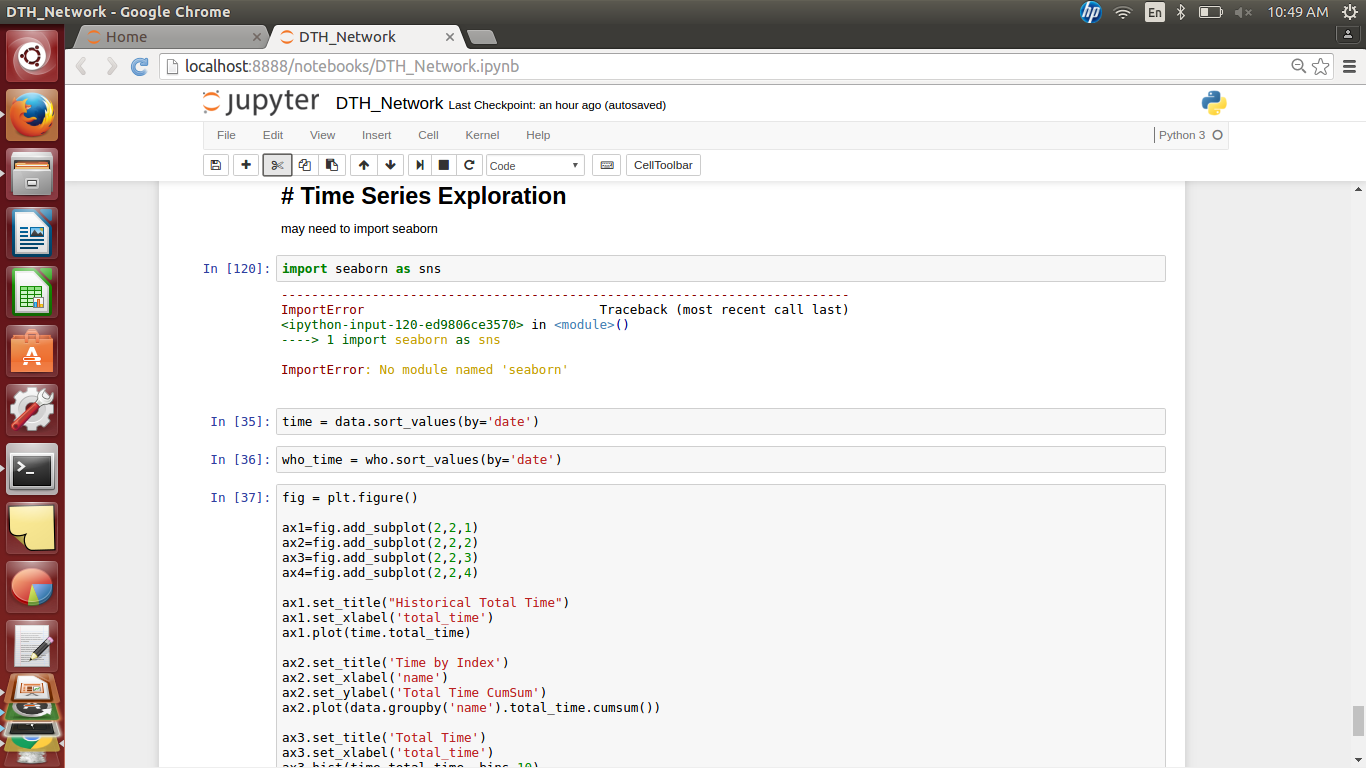 DTH_Network - Google Chrome
En
10:49 AM
Home
DTH_Network
localhost:8888/notebooks/DTH_Network.ipynb
jupyter DTH_Network Last Checkpoint: an hour ago (autosaved)
File Edit View Insert Cell Kernel Help
Python 3
Code
CellToolbar
# Time Series Exploration
may need to import seaborn
In [120]: import seaborn as sns
---------------------------------------------------------------------------
ImportError Traceback (most recent call last)
<ipython-input-120-ed9806ce3570> in <module>()
----> 1 import seaborn as sns
ImportError: No module named 'seaborn'
In [35]: time = data.sort_values(by='date')
In [36]: who_time = who.sort_values(by='date')
In [37]: fig = plt.figure()
ax1=fig.add_subplot(2,2,1)
ax2=fig.add_subplot(2,2,2)
ax3=fig.add_subplot(2,2,3)
ax4=fig.add_subplot(2,2,4)
ax1.set_title("Historical Total Time")
ax1.set_xlabel('total_time')
ax1.plot(time.total_time)
ax2.set_title('Time by Index')
ax2.set_xlabel('name')
ax2.set_ylabel('Total Time CumSum')
ax2.plot(data.groupby('name').total_time.cumsum())
ax3.set_title('Total Time')
ax3.set_xlabel('total_time')
ax3.hist(time.total_time, bins=10)